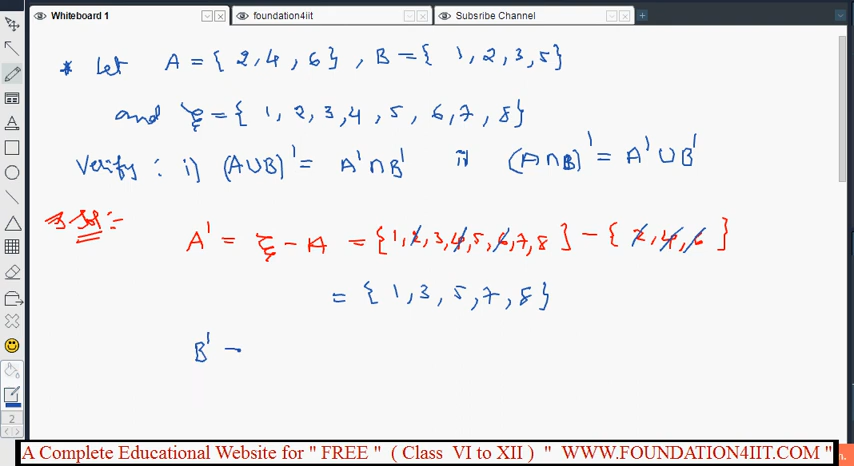 Whiteboard 1 foundation4iit Subsribe Channel
* Let A = { 2, 4, 6 } , B = { 1, 2, 3, 5 }
and ξ = { 1, 2, 3, 4, 5, 6, 7, 8 }
Verify : i) (A∪B)' = A'∩B' ii (A∩B)' = A' ∪ B'
⇒ Sol :-
A' = ξ - A = { 1, 2, 3, 4, 5, 6, 7, 8 } - { 2, 4, 6 }
= { 1, 3, 5, 7, 8 }
B' -
2
A Complete Educational Website for " FREE " ( Class VI to XII ) " WWW.FOUNDATION4IIT.COM "